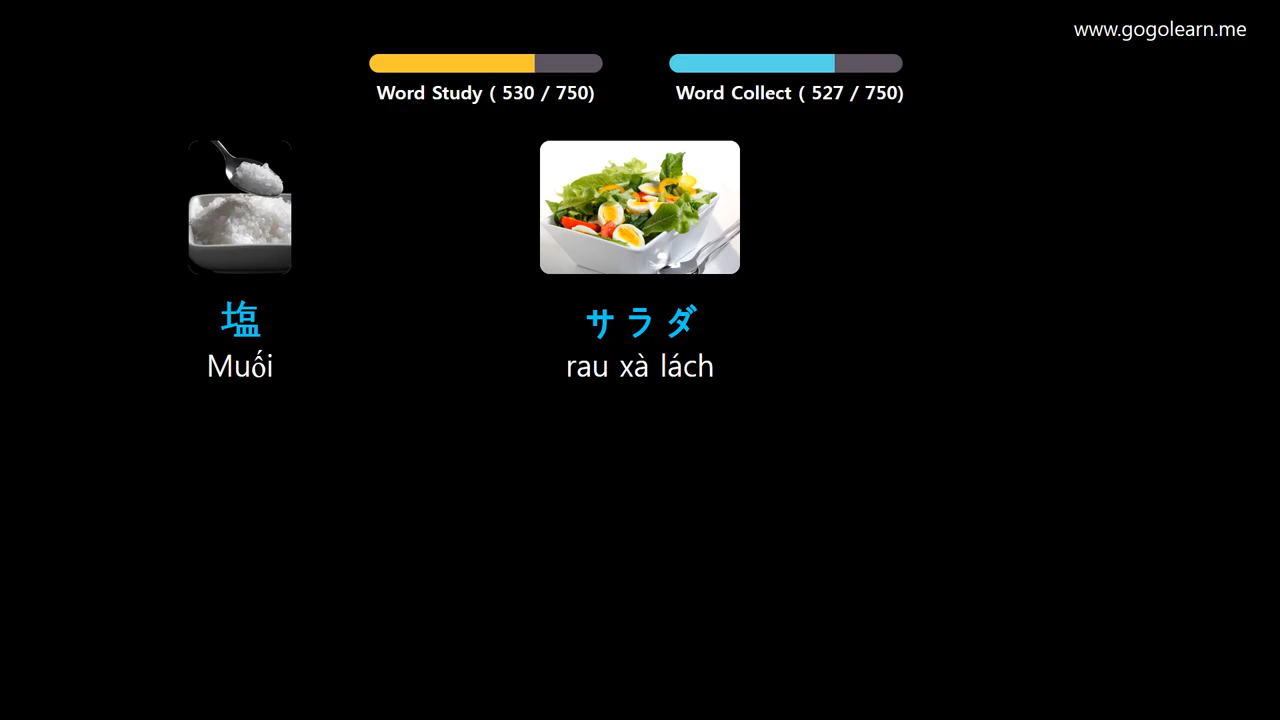 www.gogolearn.me
Word Study ( 530 / 750)
Word Collect ( 527 / 750)
塩
Muối
サラダ
rau xà lách